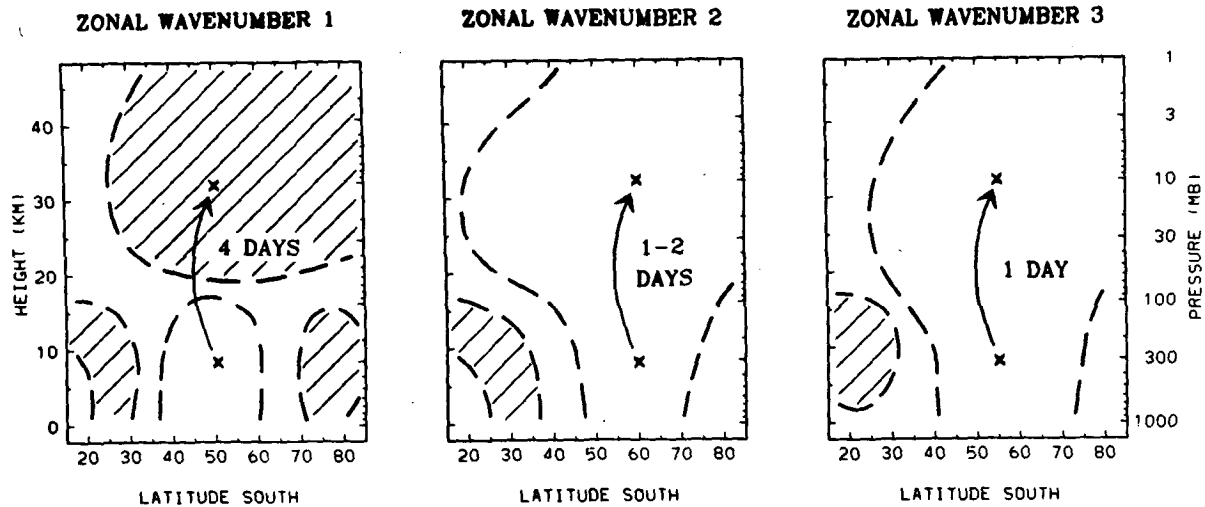 ZONAL WAVENUMBER 1
ZONAL WAVENUMBER 2
ZONAL WAVENUMBER 3
HEIGHT (KM)
40
30
20
10
0
4 DAYS
20 30 40 50 60 70 80
LATITUDE SOUTH
1-2
DAYS
20 30 40 50 60 70 80
LATITUDE SOUTH
1 DAY
20 30 40 50 60 70 80
LATITUDE SOUTH
1
3
10
30
100
300
1000
PRESSURE (MB)